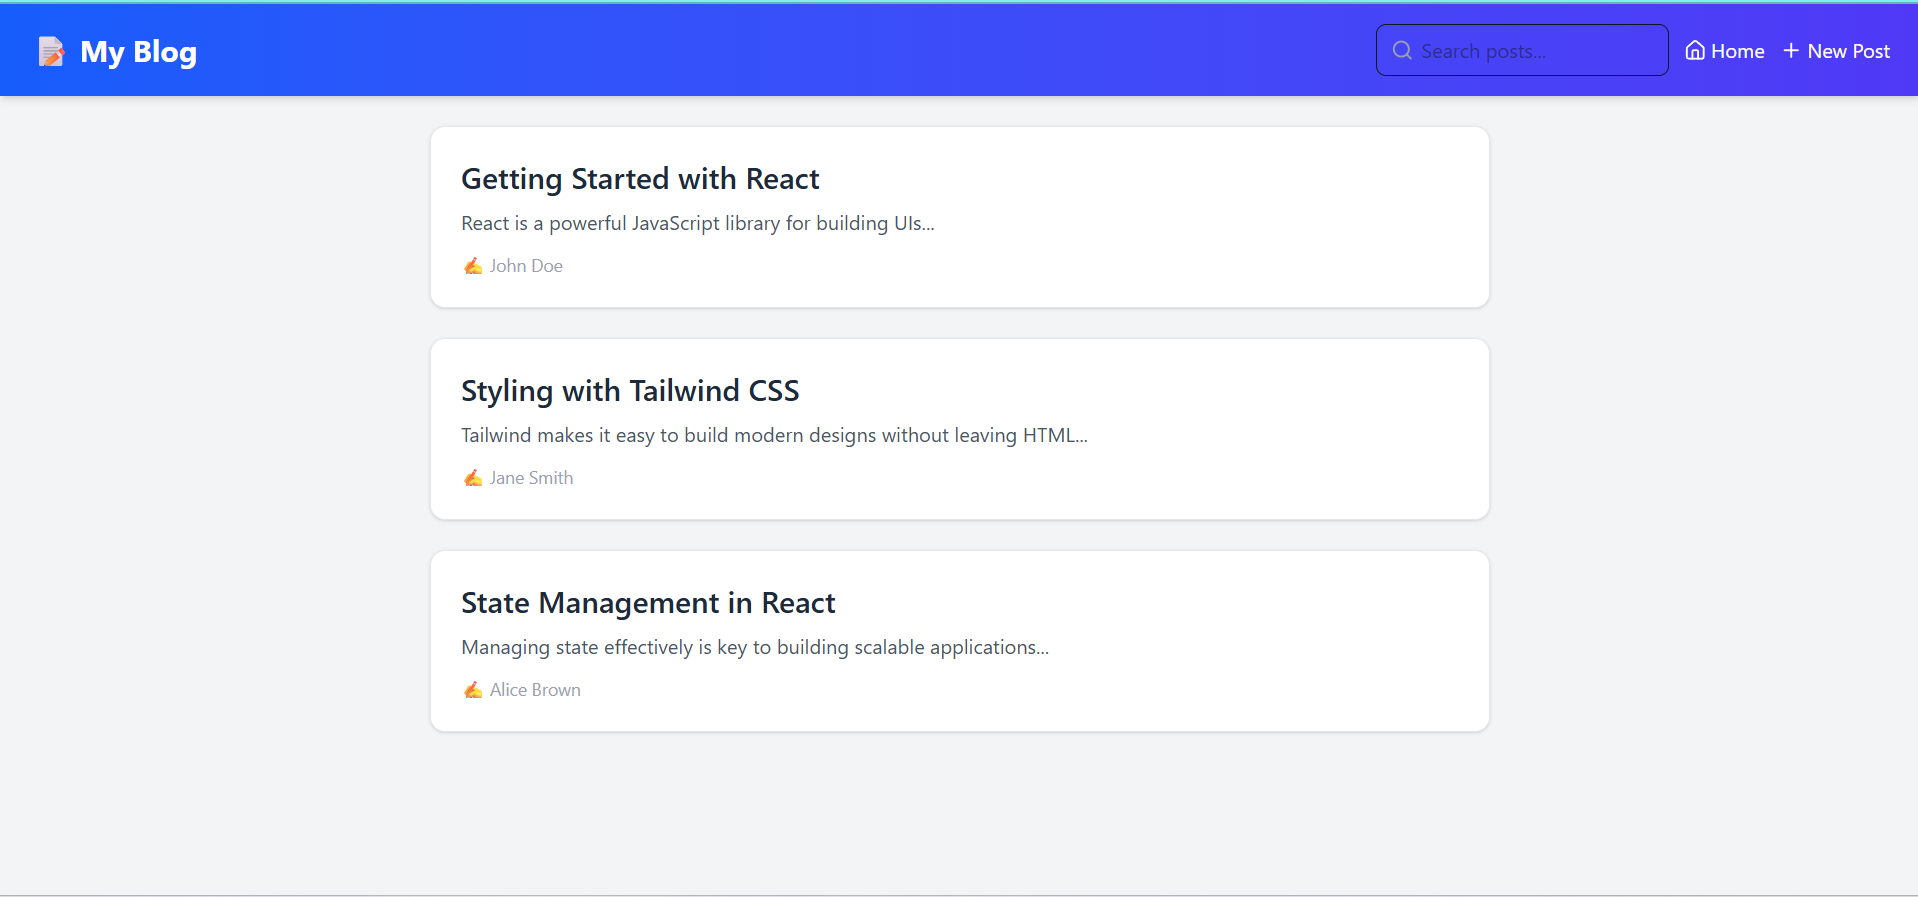 My Blog
Search posts...
Home
New Post
Getting Started with React
React is a powerful JavaScript library for building UIs...
John Doe
Styling with Tailwind CSS
Tailwind makes it easy to build modern designs without leaving HTML...
Jane Smith
State Management in React
Managing state effectively is key to building scalable applications...
Alice Brown